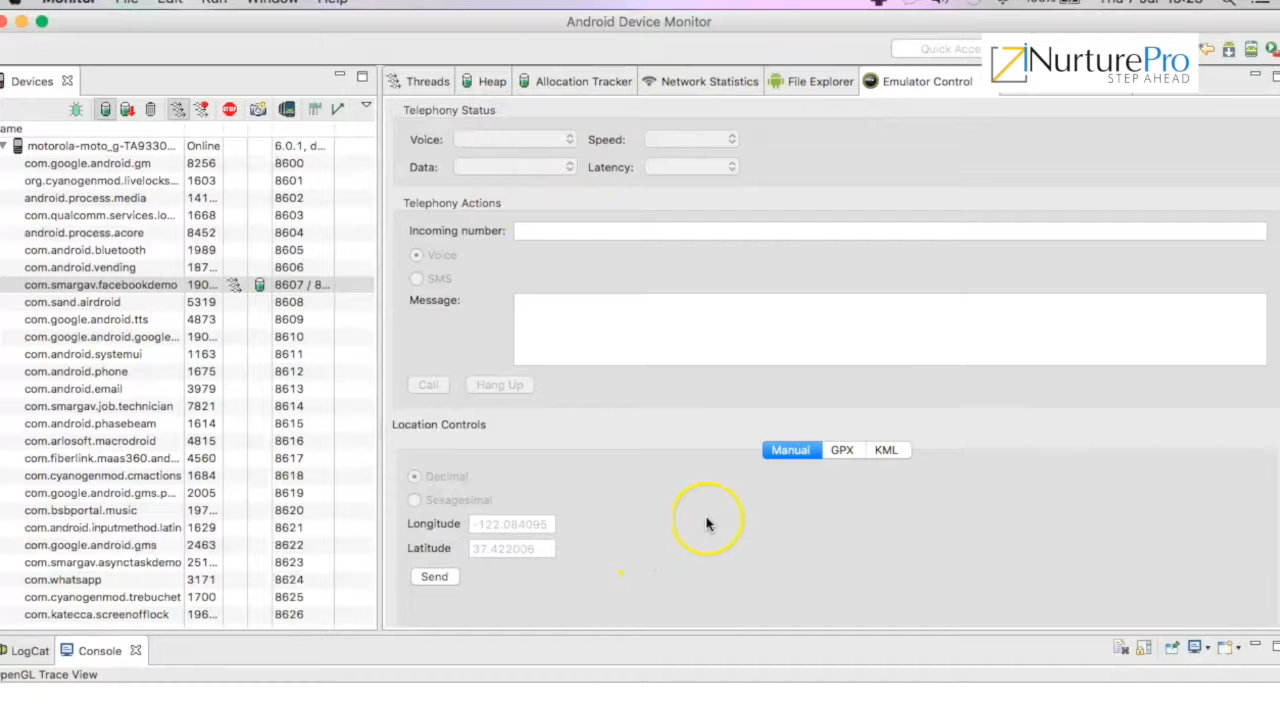 Monitor File Edit Run Window Help
Android Device Monitor
Quick Acce
iNurturePro
STEP AHEAD
Devices
Threads Heap Allocation Tracker Network Statistics File Explorer Emulator Control
ame
motorola-moto_g-TA9330... Online 6.0.1, d...
com.google.android.gm 8256 8600
org.cyanogenmod.livelocks... 1603 8601
android.process.media 141... 8602
com.qualcomm.services.lo... 1668 8603
android.process.acore 8452 8604
com.android.bluetooth 1989 8605
com.android.vending 187... 8606
com.smargav.facebookdemo 190... 8607 / 8...
com.sand.airdroid 5319 8608
com.google.android.tts 4873 8609
com.google.android.google... 190... 8610
com.android.systemui 1163 8611
com.android.phone 1675 8612
com.android.email 3979 8613
com.smargav.job.technician 7821 8614
com.android.phasebeam 1614 8615
com.arlosoft.macrodroid 4815 8616
com.fiberlink.maas360.and... 4560 8617
com.cyanogenmod.cmactions 1684 8618
com.google.android.gms.p... 2005 8619
com.bsbportal.music 197... 8620
com.android.inputmethod.latin 1629 8621
com.google.android.gms 2463 8622
com.smargav.asynctaskdemo 251... 8623
com.whatsapp 3171 8624
com.cyanogenmod.trebuchet 1700 8625
com.katecca.screenofflock 196... 8626
Telephony Status
Voice: Speed:
Data: Latency:
Telephony Actions
Incoming number:
Voice
SMS
Message:
Call Hang Up
Location Controls
Manual GPX KML
Decimal
Sexagesimal
Longitude -122.084095
Latitude 37.422006
Send
LogCat Console
OpenGL Trace View